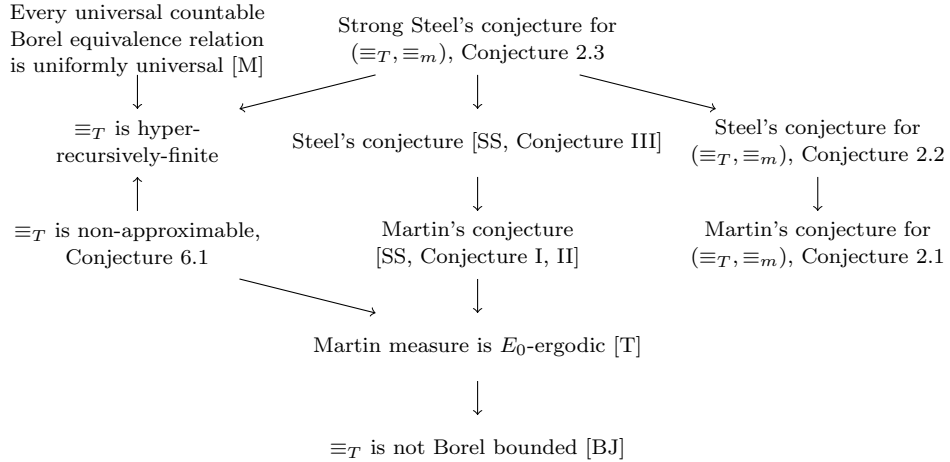 Every universal countable
Borel equivalence relation
is uniformly universal [M]
Strong Steel's conjecture for
(≡_T, ≡_m), Conjecture 2.3
≡_T is hyper-
recursively-finite
Steel's conjecture [SS, Conjecture III]
Steel's conjecture for
(≡_T, ≡_m), Conjecture 2.2
≡_T is non-approximable,
Conjecture 6.1
Martin's conjecture
[SS, Conjecture I, II]
Martin's conjecture for
(≡_T, ≡_m), Conjecture 2.1
Martin measure is E_0-ergodic [T]
≡_T is not Borel bounded [BJ]